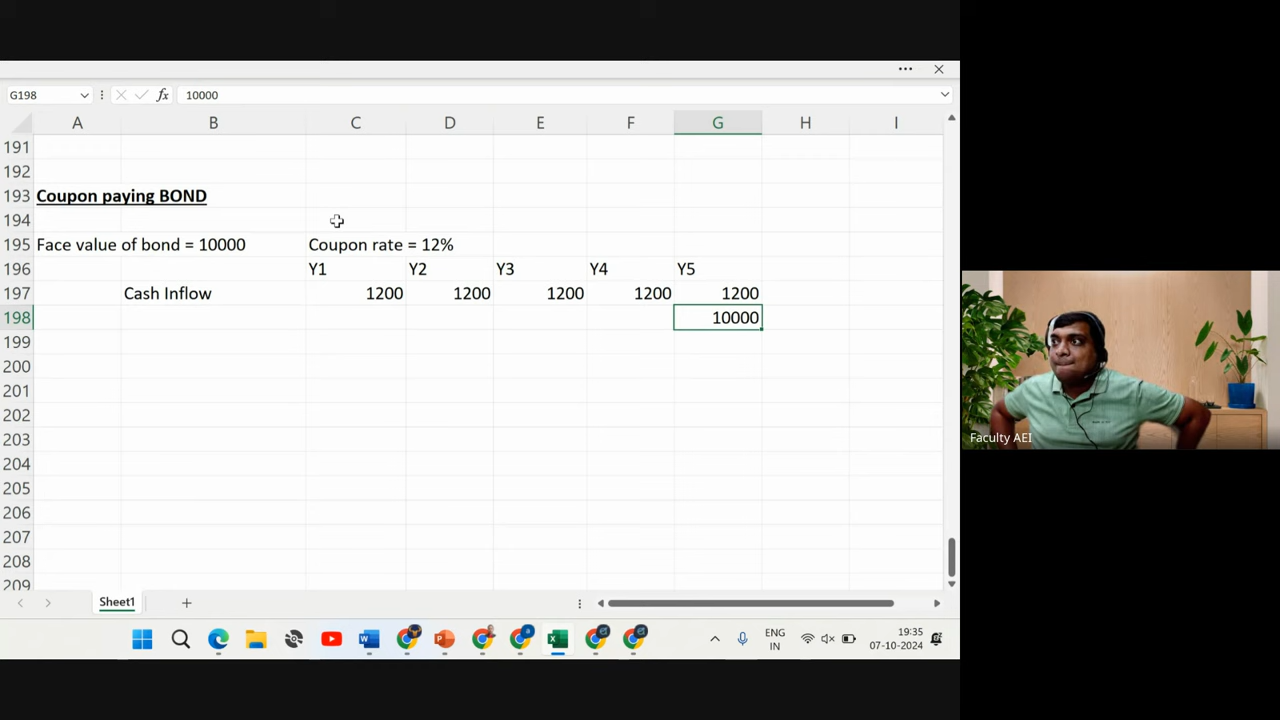 G198 fx 10000
A B C D E F G H I
191
192
193 Coupon paying BOND
194
195 Face value of bond = 10000 Coupon rate = 12%
196 Y1 Y2 Y3 Y4 Y5
197 Cash Inflow 1200 1200 1200 1200 1200
198 10000
199
200
201
202
203
204
205
206
207
208
209
Faculty AEI
Sheet1
ENG
IN
19:35
07-10-2024